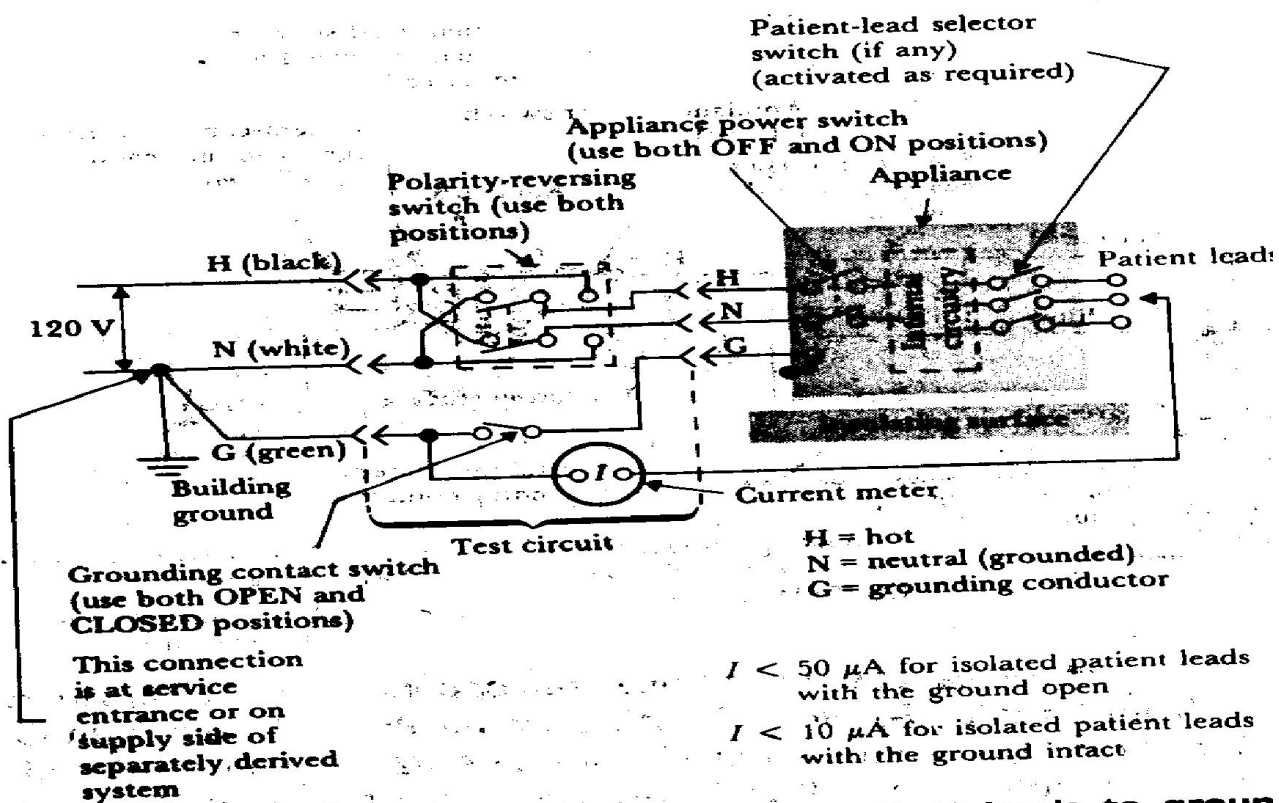 Patient-lead selector
switch (if any)
(activated as required)
Appliance power switch
(use both OFF and ON positions)
Appliance
Polarity-reversing
switch (use both
positions)
H (black)
H
Patient leads
Internal
circuitry
120 V
N
N (white)
G
Insulating surface
G (green)
I
Building
ground
Current meter
Test circuit
H = hot
N = neutral (grounded)
G = grounding conductor
Grounding contact switch
(use both OPEN and
CLOSED positions)
This connection
is at service
entrance or on
supply side of
separately derived
system
I < 50 μA for isolated patient leads
with the ground open
I < 10 μA for isolated patient leads
with the ground intact